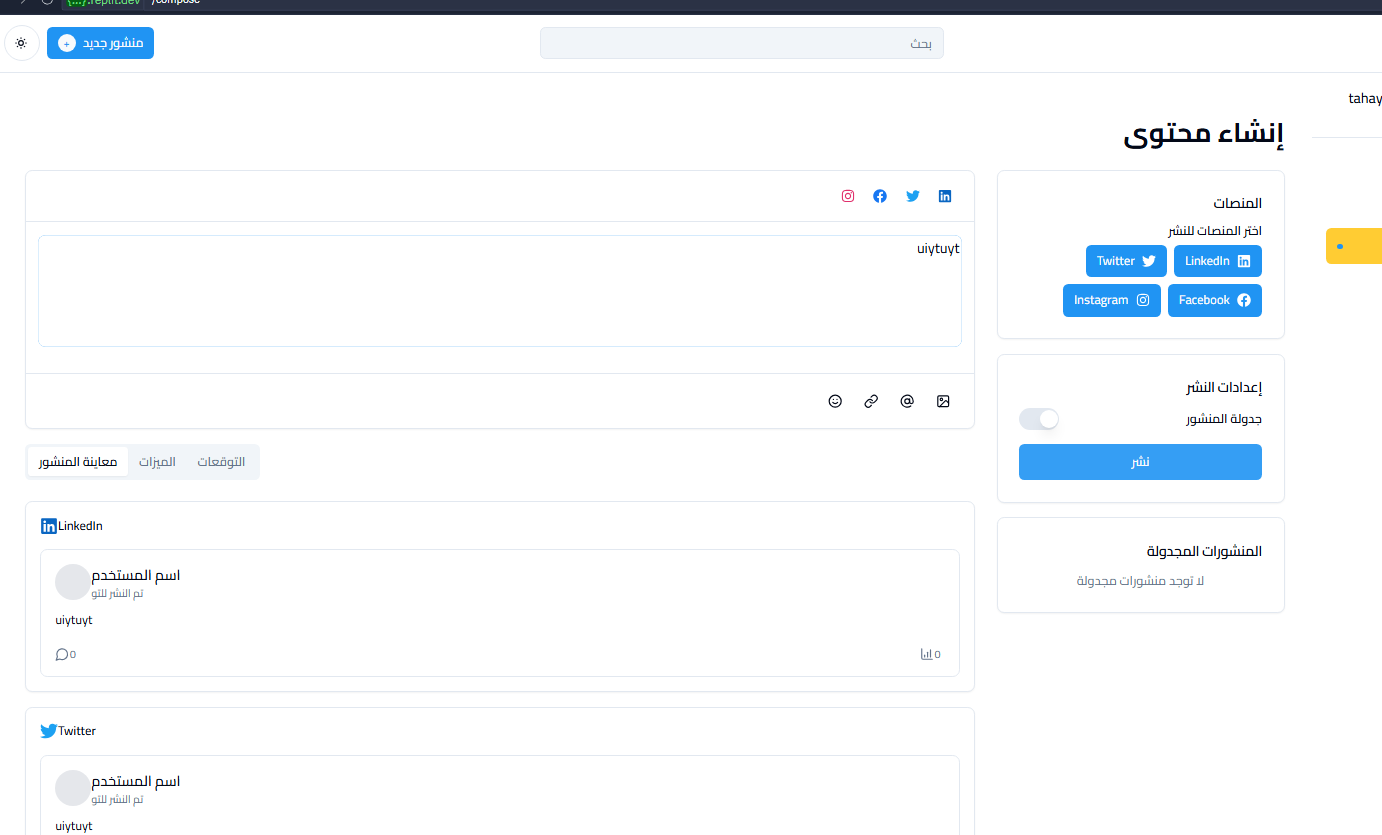 {...}.replit.dev /compose
منشور جديد
بحث
tahay
إنشاء محتوى
المنصات
اختر المنصات للنشر
LinkedIn
Twitter
Facebook
Instagram
إعدادات النشر
جدولة المنشور
نشر
المنشورات المجدولة
لا توجد منشورات مجدولة
uiytuyt
معاينة المنشور
الميزات
التوقعات
LinkedIn
اسم المستخدم
تم النشر للتو
uiytuyt
0
0
Twitter
اسم المستخدم
تم النشر للتو
uiytuyt